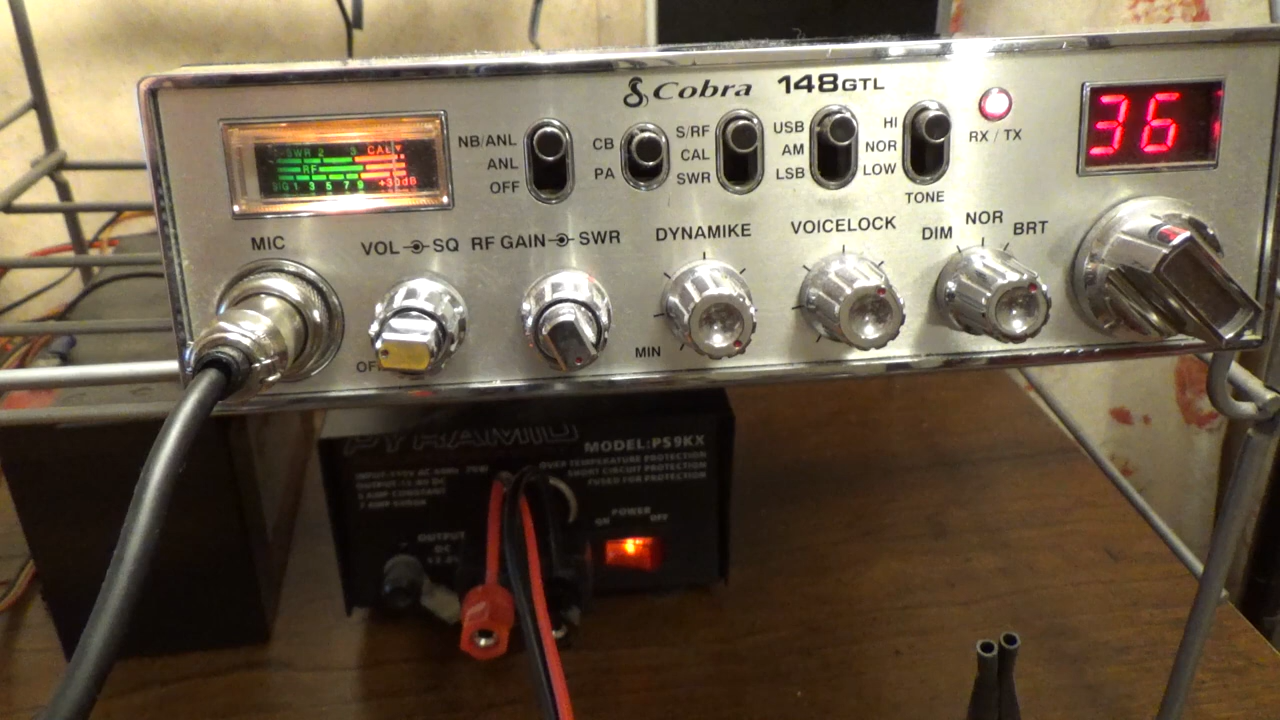 Cobra 148GTL
SWR 2 3 CAL
RF
SIG 1 3 5 7 9 +30dB
NB/ANL
ANL
OFF
CB
PA
S/RF
CAL
SWR
USB
AM
LSB
HI
NOR
LOW
TONE
RX / TX
36
MIC
VOL SQ
OFF
RF GAIN SWR
DYNAMIKE
MIN
VOICELOCK
DIM NOR BRT
PYRAMID
MODEL:PS9KX
OVER TEMPERATURE PROTECTION
SHORT CIRCUIT PROTECTION
FUSED FOR PROTECTION
OUTPUT
DC
POWER
ON OFF